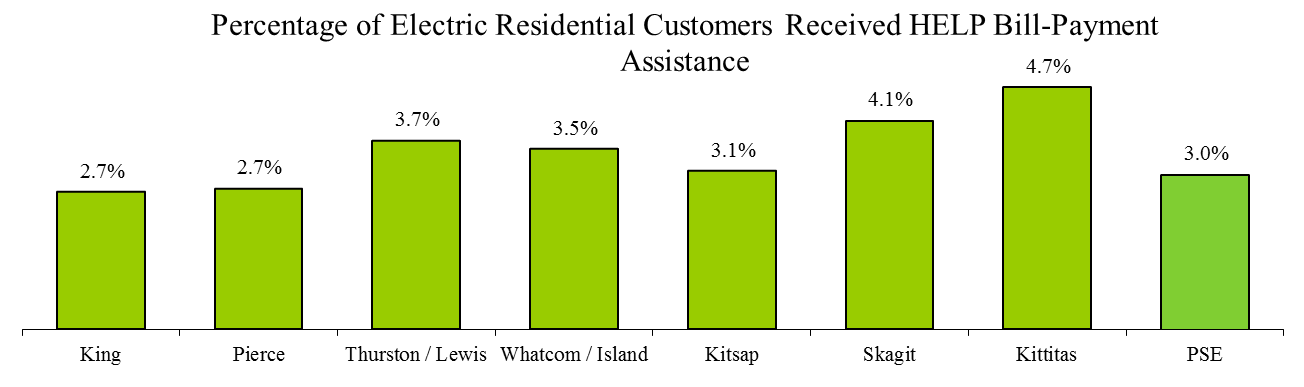 Percentage of Electric Residential Customers Received HELP Bill-Payment
Assistance
2.7%
2.7%
3.7%
3.5%
3.1%
4.1%
4.7%
3.0%
King
Pierce
Thurston / Lewis
Whatcom / Island
Kitsap
Skagit
Kittitas
PSE